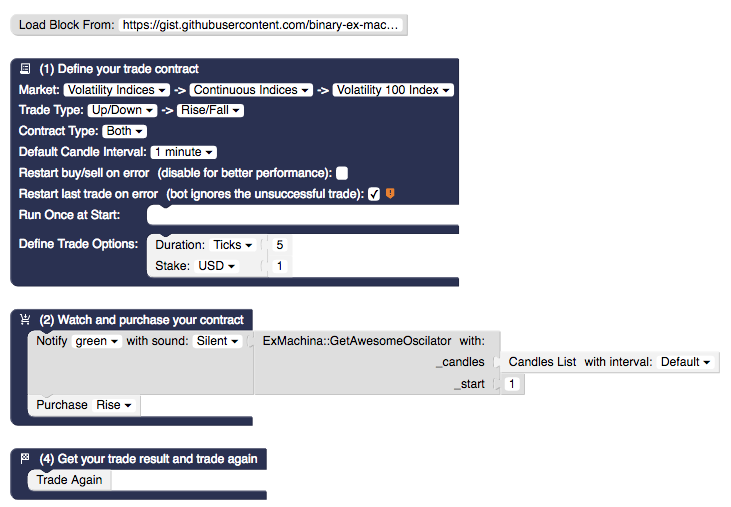 Load Block From: https://gist.githubusercontent.com/binary-ex-mac...
(1) Define your trade contract
Market: Volatility Indices -> Continuous Indices -> Volatility 100 Index
Trade Type: Up/Down -> Rise/Fall
Contract Type: Both
Default Candle Interval: 1 minute
Restart buy/sell on error (disable for better performance):
Restart last trade on error (bot ignores the unsuccessful trade):
Run Once at Start:
Define Trade Options: Duration: Ticks 5
Stake: USD 1
(2) Watch and purchase your contract
Notify green with sound: Silent ExMachina::GetAwesomeOscilator with:
_candles Candles List with interval: Default
_start 1
Purchase Rise
(4) Get your trade result and trade again
Trade Again